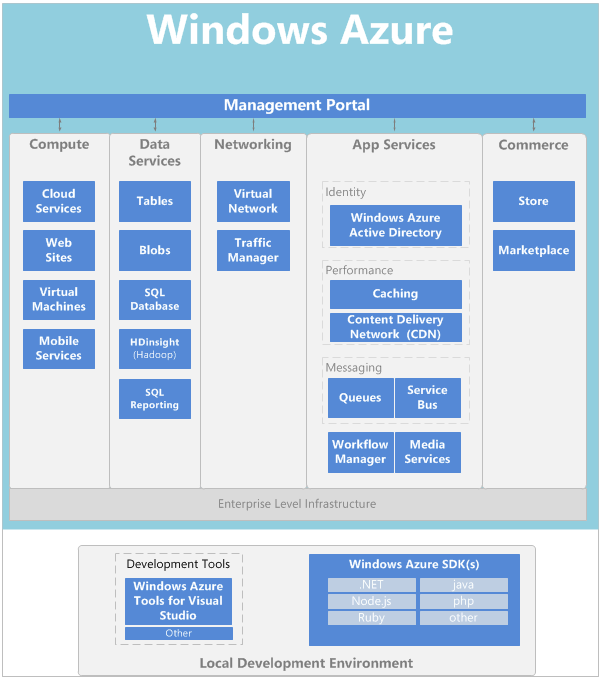 Windows Azure
Management Portal
Compute
Cloud
Services
Web
Sites
Virtual
Machines
Mobile
Services
Data
Services
Tables
Blobs
SQL
Database
HDinsight
(Hadoop)
SQL
Reporting
Networking
Virtual
Network
Traffic
Manager
App Services
Identity
Windows Azure
Active Directory
Performance
Caching
Content Delivery
Network (CDN)
Messaging
Queues
Service
Bus
Workflow
Manager
Media
Services
Commerce
Store
Marketplace
Enterprise Level Infrastructure
Development Tools
Windows Azure
Tools for Visual
Studio
Other
Windows Azure SDK(s)
.NET
java
Node.js
php
Ruby
other
Local Development Environment